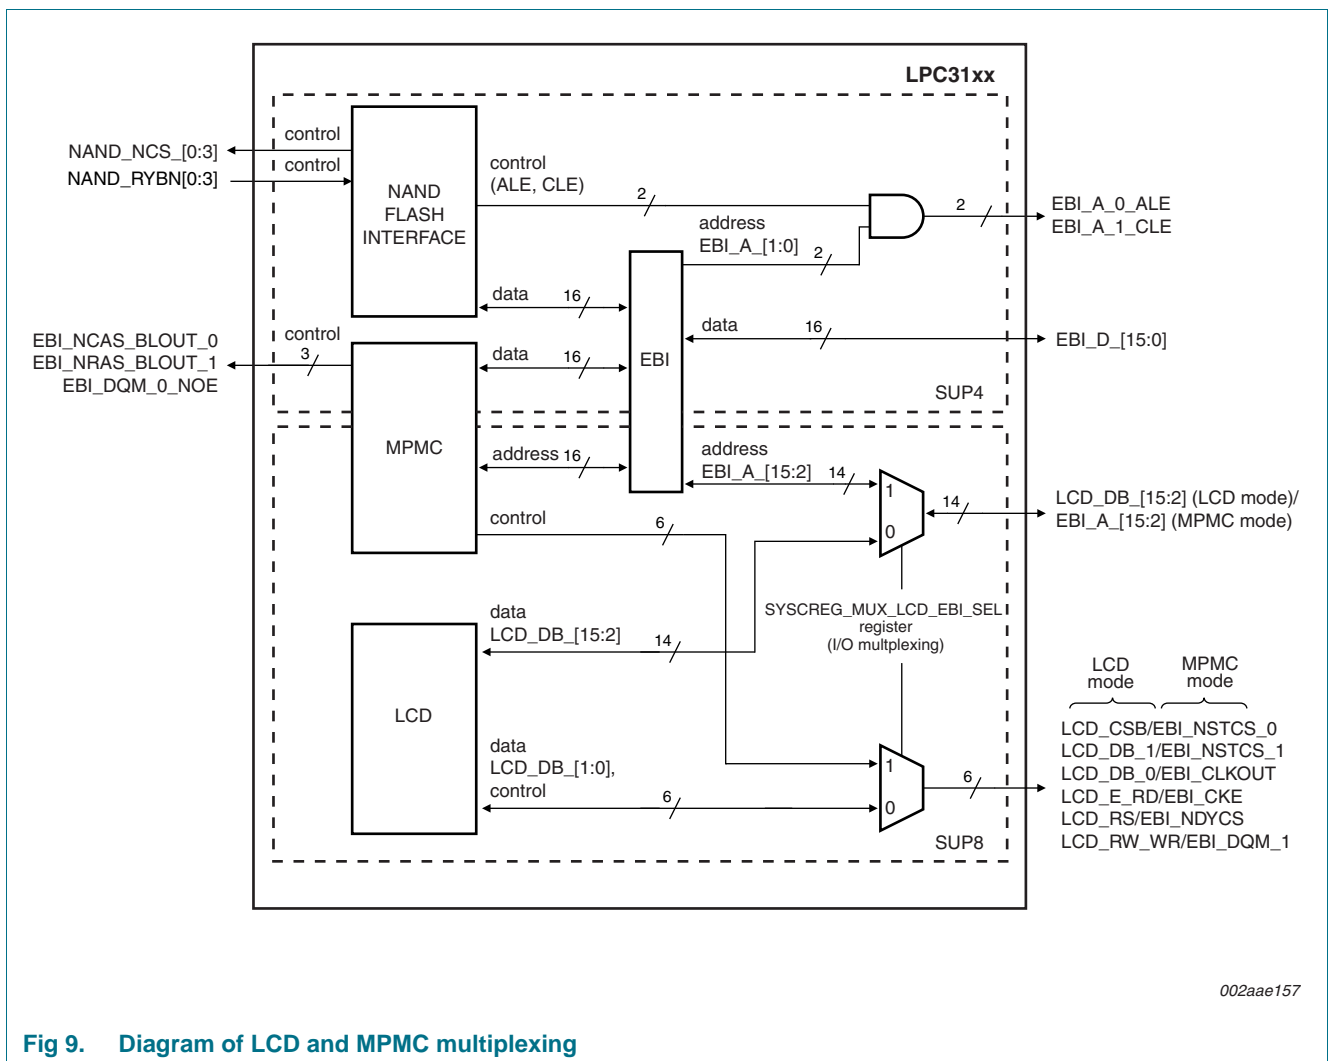 LPC31xx
control
NAND_NCS_[0:3]
control
NAND_RYBN[0:3]
NAND
FLASH
INTERFACE
control
(ALE, CLE)
2
address
EBI_A_[1:0]
2
2
EBI_A_0_ALE
EBI_A_1_CLE
data
16
data
16
EBI_D_[15:0]
EBI_NCAS_BLOUT_0
EBI_NRAS_BLOUT_1
EBI_DQM_0_NOE
control
3
data
16
EBI
SUP4
MPMC
address
16
address
EBI_A_[15:2]
14
1
0
14
LCD_DB_[15:2] (LCD mode)/
EBI_A_[15:2] (MPMC mode)
control
6
SYSCREG_MUX_LCD_EBI_SEL
register
(I/O multplexing)
data
LCD_DB_[15:2]
14
LCD
data
LCD_DB_[1:0],
control
6
1
0
6
SUP8
LCD
mode
MPMC
mode
LCD_CSB/EBI_NSTCS_0
LCD_DB_1/EBI_NSTCS_1
LCD_DB_0/EBI_CLKOUT
LCD_E_RD/EBI_CKE
LCD_RS/EBI_NDYCS
LCD_RW_WR/EBI_DQM_1
002aae157
Fig 9. Diagram of LCD and MPMC multiplexing